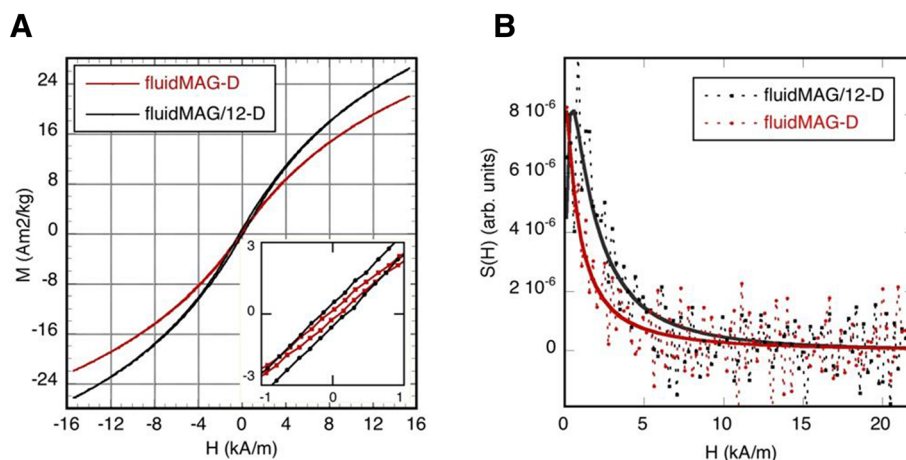 A
B
fluidMAG-D
fluidMAG/12-D
M (Am2/kg)
24
16
8
0
-8
-16
-24
3
0
-3
-1 0 1
-16 -12 -8 -4 0 4 8 12 16
H (kA/m)
fluidMAG/12-D
fluidMAG-D
S(H) (arb. units)
8 10-6
6 10-6
4 10-6
2 10-6
0
0 5 10 15 20
H (kA/m)